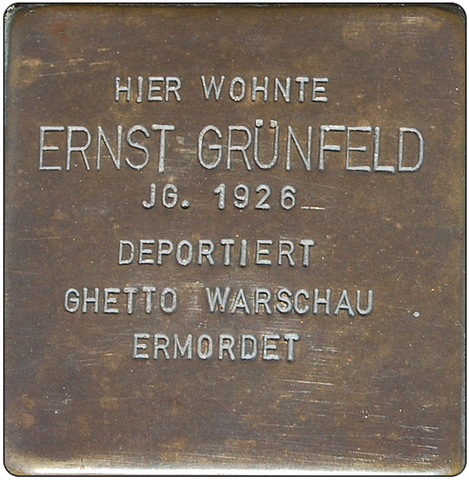 HIER WOHNTE
ERNST GRÜNFELD
JG. 1926
DEPORTIERT
GHETTO WARSCHAU
ERMORDET